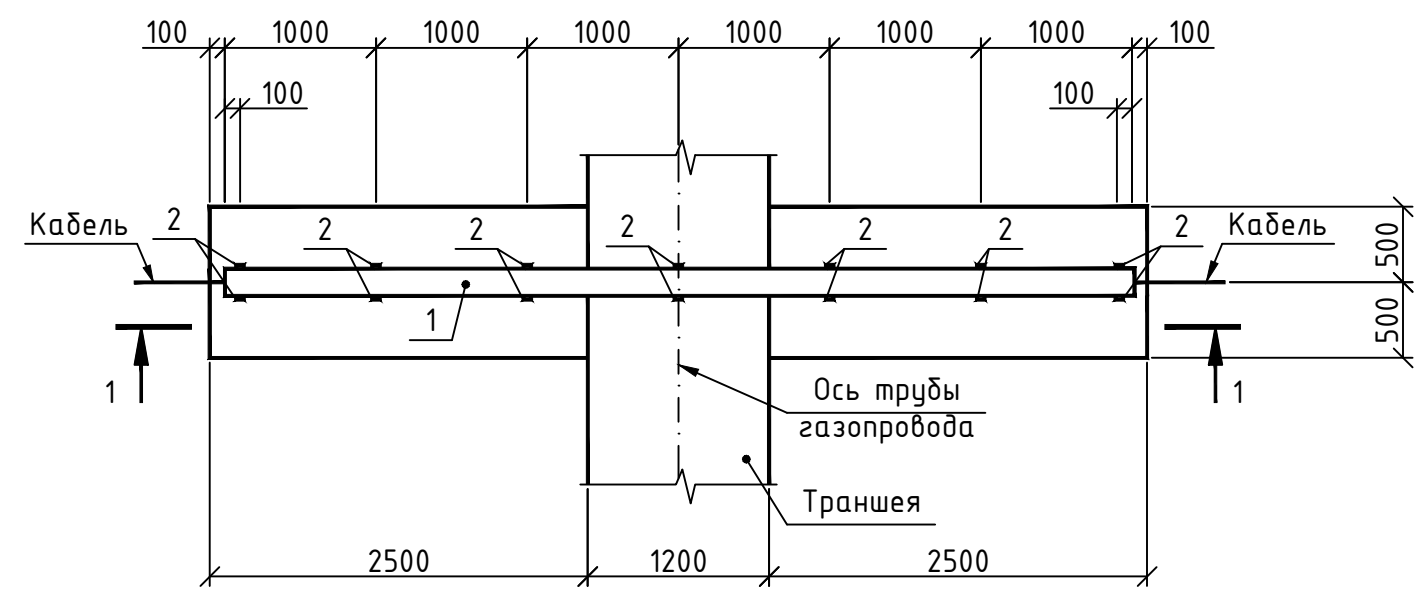 100 1000 1000 1000 1000 1000 1000 100
100 100
Кабель 2 2 2 2 2 2 2 Кабель
500
1
500
1 1
Ось трубы
газопровода
Траншея
2500 1200 2500